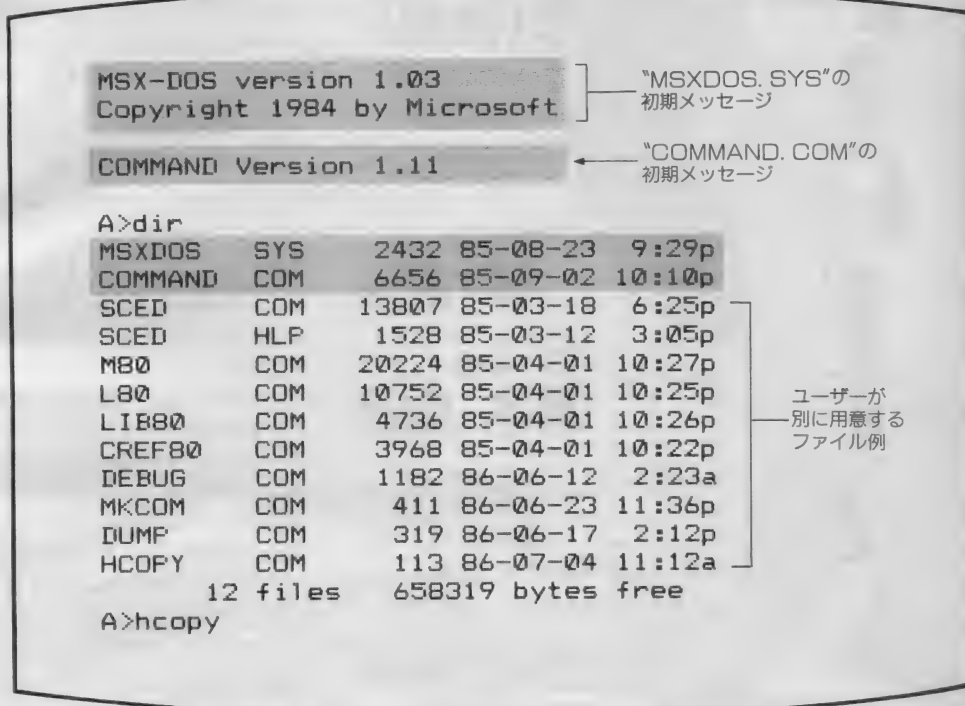 MSX-DOS version 1.03
Copyright 1984 by Microsoft
"MSXDOS. SYS"の
初期メッセージ
COMMAND Version 1.11
"COMMAND. COM"の
初期メッセージ
A>dir
MSXDOS SYS 2432 85-08-23 9:29p
COMMAND COM 6656 85-09-02 10:10p
SCED COM 13807 85-03-18 6:25p
SCED HLP 1528 85-03-12 3:05p
M80 COM 20224 85-04-01 10:27p
L80 COM 10752 85-04-01 10:25p
LIB80 COM 4736 85-04-01 10:26p
CREF80 COM 3968 85-04-01 10:22p
DEBUG COM 1182 86-06-12 2:23a
MKCOM COM 411 86-06-23 11:36p
DUMP COM 319 86-06-17 2:12p
HCOPY COM 113 86-07-04 11:12a
ユーザーが
別に用意する
ファイル例
12 files 658319 bytes free
A>hcopy